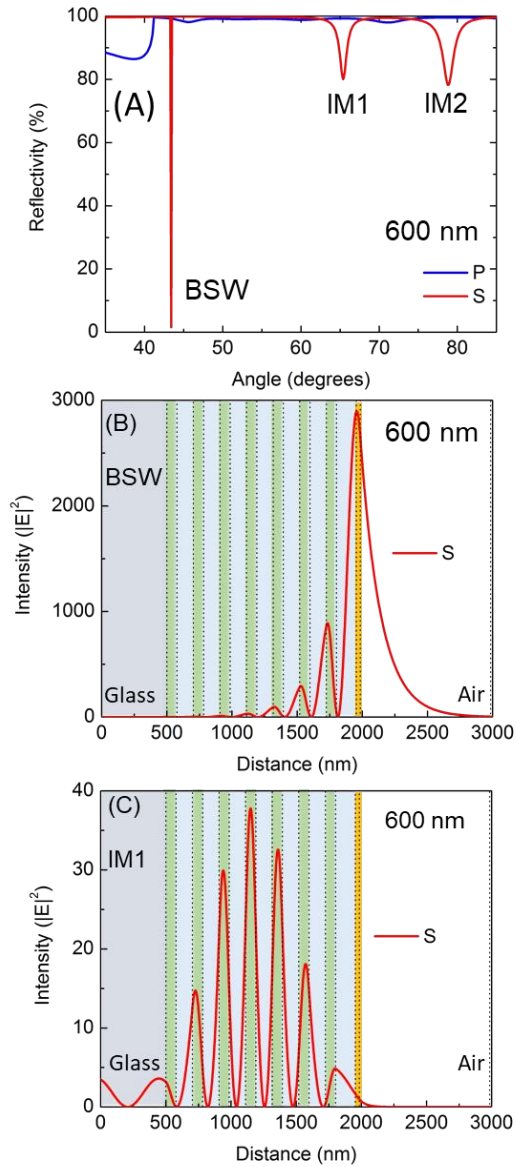 100
80
60
40
20
0
Reflectivity (%)
(A)
IM1 IM2
600 nm
P
S
BSW
40 50 60 70 80
Angle (degrees)
3000
2000
1000
0
Intensity (|E|²)
(B)
600 nm
BSW
S
Glass Air
0 500 1000 1500 2000 2500 3000
Distance (nm)
40
30
20
10
0
Intensity (|E|²)
(C)
600 nm
IM1
S
Glass Air
0 500 1000 1500 2000 2500 3000
Distance (nm)